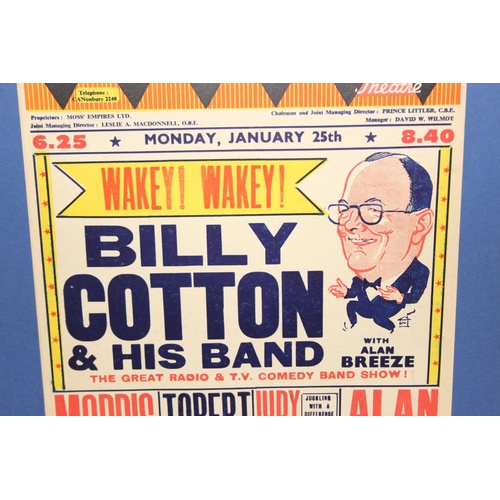 Telephone:
CANonbury 2248
Theatre
Proprietors: MOSS' EMPIRES LTD.
Chairman and Joint Managing Director: PRINCE LITTLER, C.B.E.
Joint Managing Director: LESLIE A. MACDONNELL, O.B.E.
Manager: DAVID W. WILMOT
6.25 ★ MONDAY, JANUARY 25th ★ 8.40
WAKEY! WAKEY!
BILLY
COTTON
& HIS BAND
WITH
ALAN
BREEZE
THE GREAT RADIO & T.V. COMEDY BAND SHOW!
JUGGLING
WITH A
DIFFERENCE
MORRIS ALAN